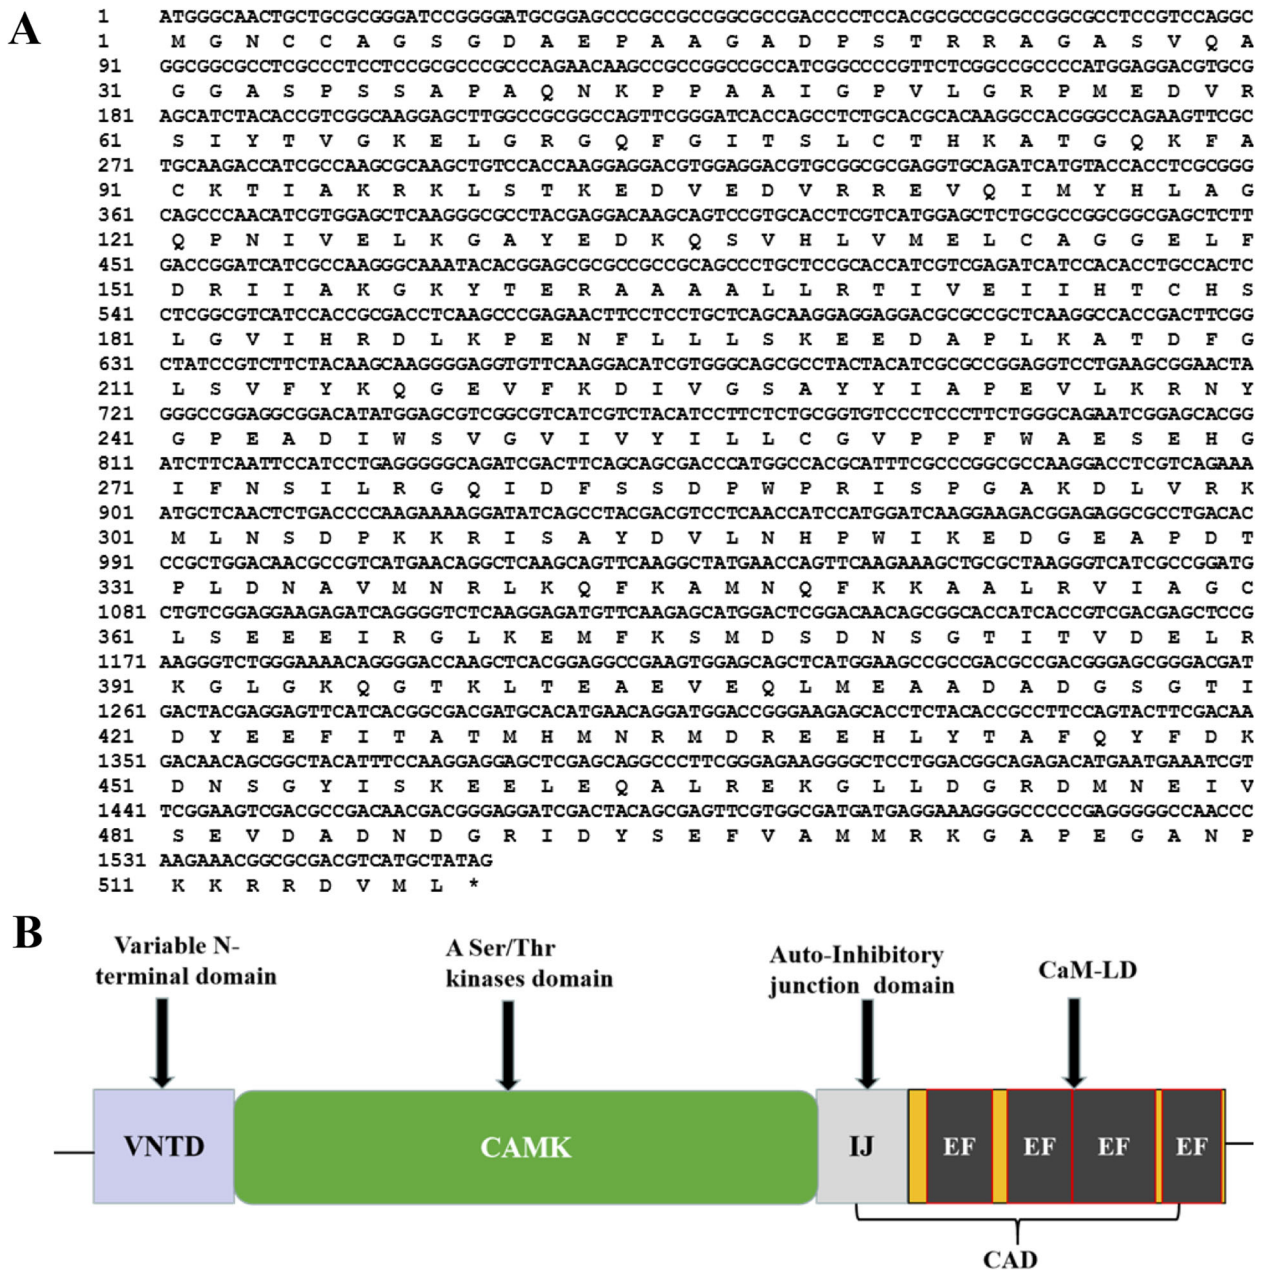 A
1 ATGGGCAACTGCTGCGCGGGATCCGGGGATGCGGAGCCCGCCGCCGGCGCCGACCCCTCCACGCGCCGCGCCGGCGCCTCCGTCCAGGC
1 M G N C C A G S G D A E P A A G A D P S T R R A G A S V Q A
91 GGCGGCGCCTCGCCCTCCTCCGCGCCCGCCCAGAACAAGCCGCCGGCCGCCATCGGCCCCGTTCTCGGCCGCCCCATGGAGGACGTGCG
31 G G A S P S S A P A Q N K P P A A I G P V L G R P M E D V R
181 AGCATCTACACCGTCGGCAAGGAGCTTGGCCGCGGCCAGTTCGGGATCACCAGCCTCTGCACGCACAAGGCCACGGGCCAGAAGTTCGC
61 S I Y T V G K E L G R G Q F G I T S L C T H K A T G Q K F A
271 TGCAAGACCATCGCCAAGCGCAAGCTGTCCACCAAGGAGGACGTGGAGGACGTGCGGCGCGAGGTGCAGATCATGTACCACCTCGCGGG
91 C K T I A K R K L S T K E D V E D V R R E V Q I M Y H L A G
361 CAGCCCAACATCGTGGAGCTCAAGGGCGCCTACGAGGACAAGCAGTCCGTGCACCTCGTCATGGAGCTCTGCGCCGGCGGCGAGCTCTT
121 Q P N I V E L K G A Y E D K Q S V H L V M E L C A G G E L F
451 GACCGGATCATCGCCAAGGGCAAATACACGGAGCGCGCCGCCGCAGCCCTGCTCCGCACCATCGTCGAGATCATCCACACCTGCCACTC
151 D R I I A K G K Y T E R A A A A L L R T I V E I I H T C H S
541 CTCGGCGTCATCCACCGCGACCTCAAGCCCGAGAACTTCCTCCTGCTCAGCAAGGAGGAGGACGCGCCGCTCAAGGCCACCGACTTCGG
181 L G V I H R D L K P E N F L L L S K E E D A P L K A T D F G
631 CTATCCGTCTTCTACAAGCAAGGGGAGGTGTTCAAGGACATCGTGGGCAGCGCCTACTACATCGCGCCGGAGGTCCTGAAGCGGAACTA
211 L S V F Y K Q G E V F K D I V G S A Y Y I A P E V L K R N Y
721 GGGCCGGAGGCGGACATATGGAGCGTCGGCGTCATCGTCTACATCCTTCTCTGCGGTGTCCCTCCCTTCTGGGCAGAATCGGAGCACGG
241 G P E A D I W S V G V I V Y I L L C G V P P F W A E S E H G
811 ATCTTCAATTCCATCCTGAGGGGGCAGATCGACTTCAGCAGCGACCCATGGCCACGCATTTCGCCCGGCGCCAAGGACCTCGTCAGAAA
271 I F N S I L R G Q I D F S S D P W P R I S P G A K D L V R K
901 ATGCTCAACTCTGACCCCAAGAAAAGGATATCAGCCTACGACGTCCTCAACCATCCATGGATCAAGGAAGACGGAGAGGCGCCTGACAC
301 M L N S D P K K R I S A Y D V L N H P W I K E D G E A P D T
991 CCGCTGGACAACGCCGTCATGAACAGGCTCAAGCAGTTCAAGGCTATGAACCAGTTCAAGAAAGCTGCGCTAAGGGTCATCGCCGGATG
331 P L D N A V M N R L K Q F K A M N Q F K K A A L R V I A G C
1081 CTGTCGGAGGAAGAGATCAGGGGTCTCAAGGAGATGTTCAAGAGCATGGACTCGGACAACAGCGGCACCATCACCGTCGACGAGCTCCG
361 L S E E E I R G L K E M F K S M D S D N S G T I T V D E L R
1171 AAGGGTCTGGGAAAACAGGGGACCAAGCTCACGGAGGCCGAAGTGGAGCAGCTCATGGAAGCCGCCGACGCCGACGGGAGCGGGACGAT
391 K G L G K Q G T K L T E A E V E Q L M E A A D A D G S G T I
1261 GACTACGAGGAGTTCATCACGGCGACGATGCACATGAACAGGATGGACCGGGAAGAGCACCTCTACACCGCCTTCCAGTACTTCGACAA
421 D Y E E F I T A T M H M N R M D R E E H L Y T A F Q Y F D K
1351 GACAACAGCGGCTACATTTCCAAGGAGGAGCTCGAGCAGGCCCTTCGGGAGAAGGGGCTCCTGGACGGCAGAGACATGAATGAAATCGT
451 D N S G Y I S K E E L E Q A L R E K G L L D G R D M N E I V
1441 TCGGAAGTCGACGCCGACAACGACGGGAGGATCGACTACAGCGAGTTCGTGGCGATGATGAGGAAAGGGGCCCCCGAGGGGGCCAACCC
481 S E V D A D N D G R I D Y S E F V A M M R K G A P E G A N P
1531 AAGAAACGGCGCGACGTCATGCTATAG
511 K K R R D V M L *
B
Variable N-
terminal domain
A Ser/Thr
kinases domain
Auto-Inhibitory
junction domain
CaM-LD
VNTD CAMK IJ EF EF EF EF
CAD